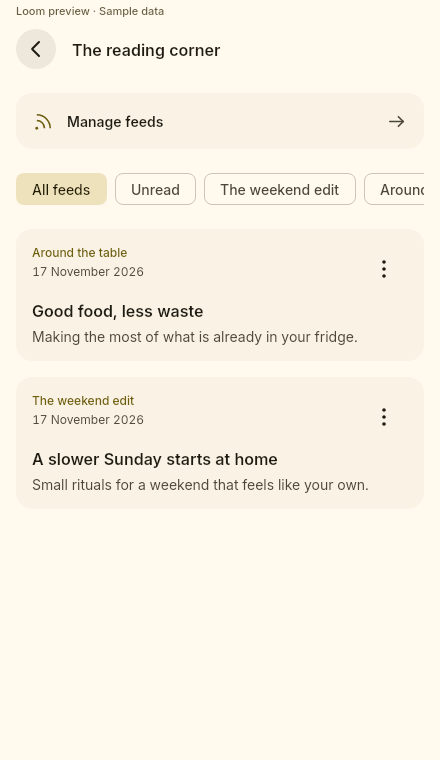 Loom preview · Sample data
The reading corner
Manage feeds
All feeds
Unread
The weekend edit
Around
Around the table
17 November 2026
Good food, less waste
Making the most of what is already in your fridge.
The weekend edit
17 November 2026
A slower Sunday starts at home
Small rituals for a weekend that feels like your own.